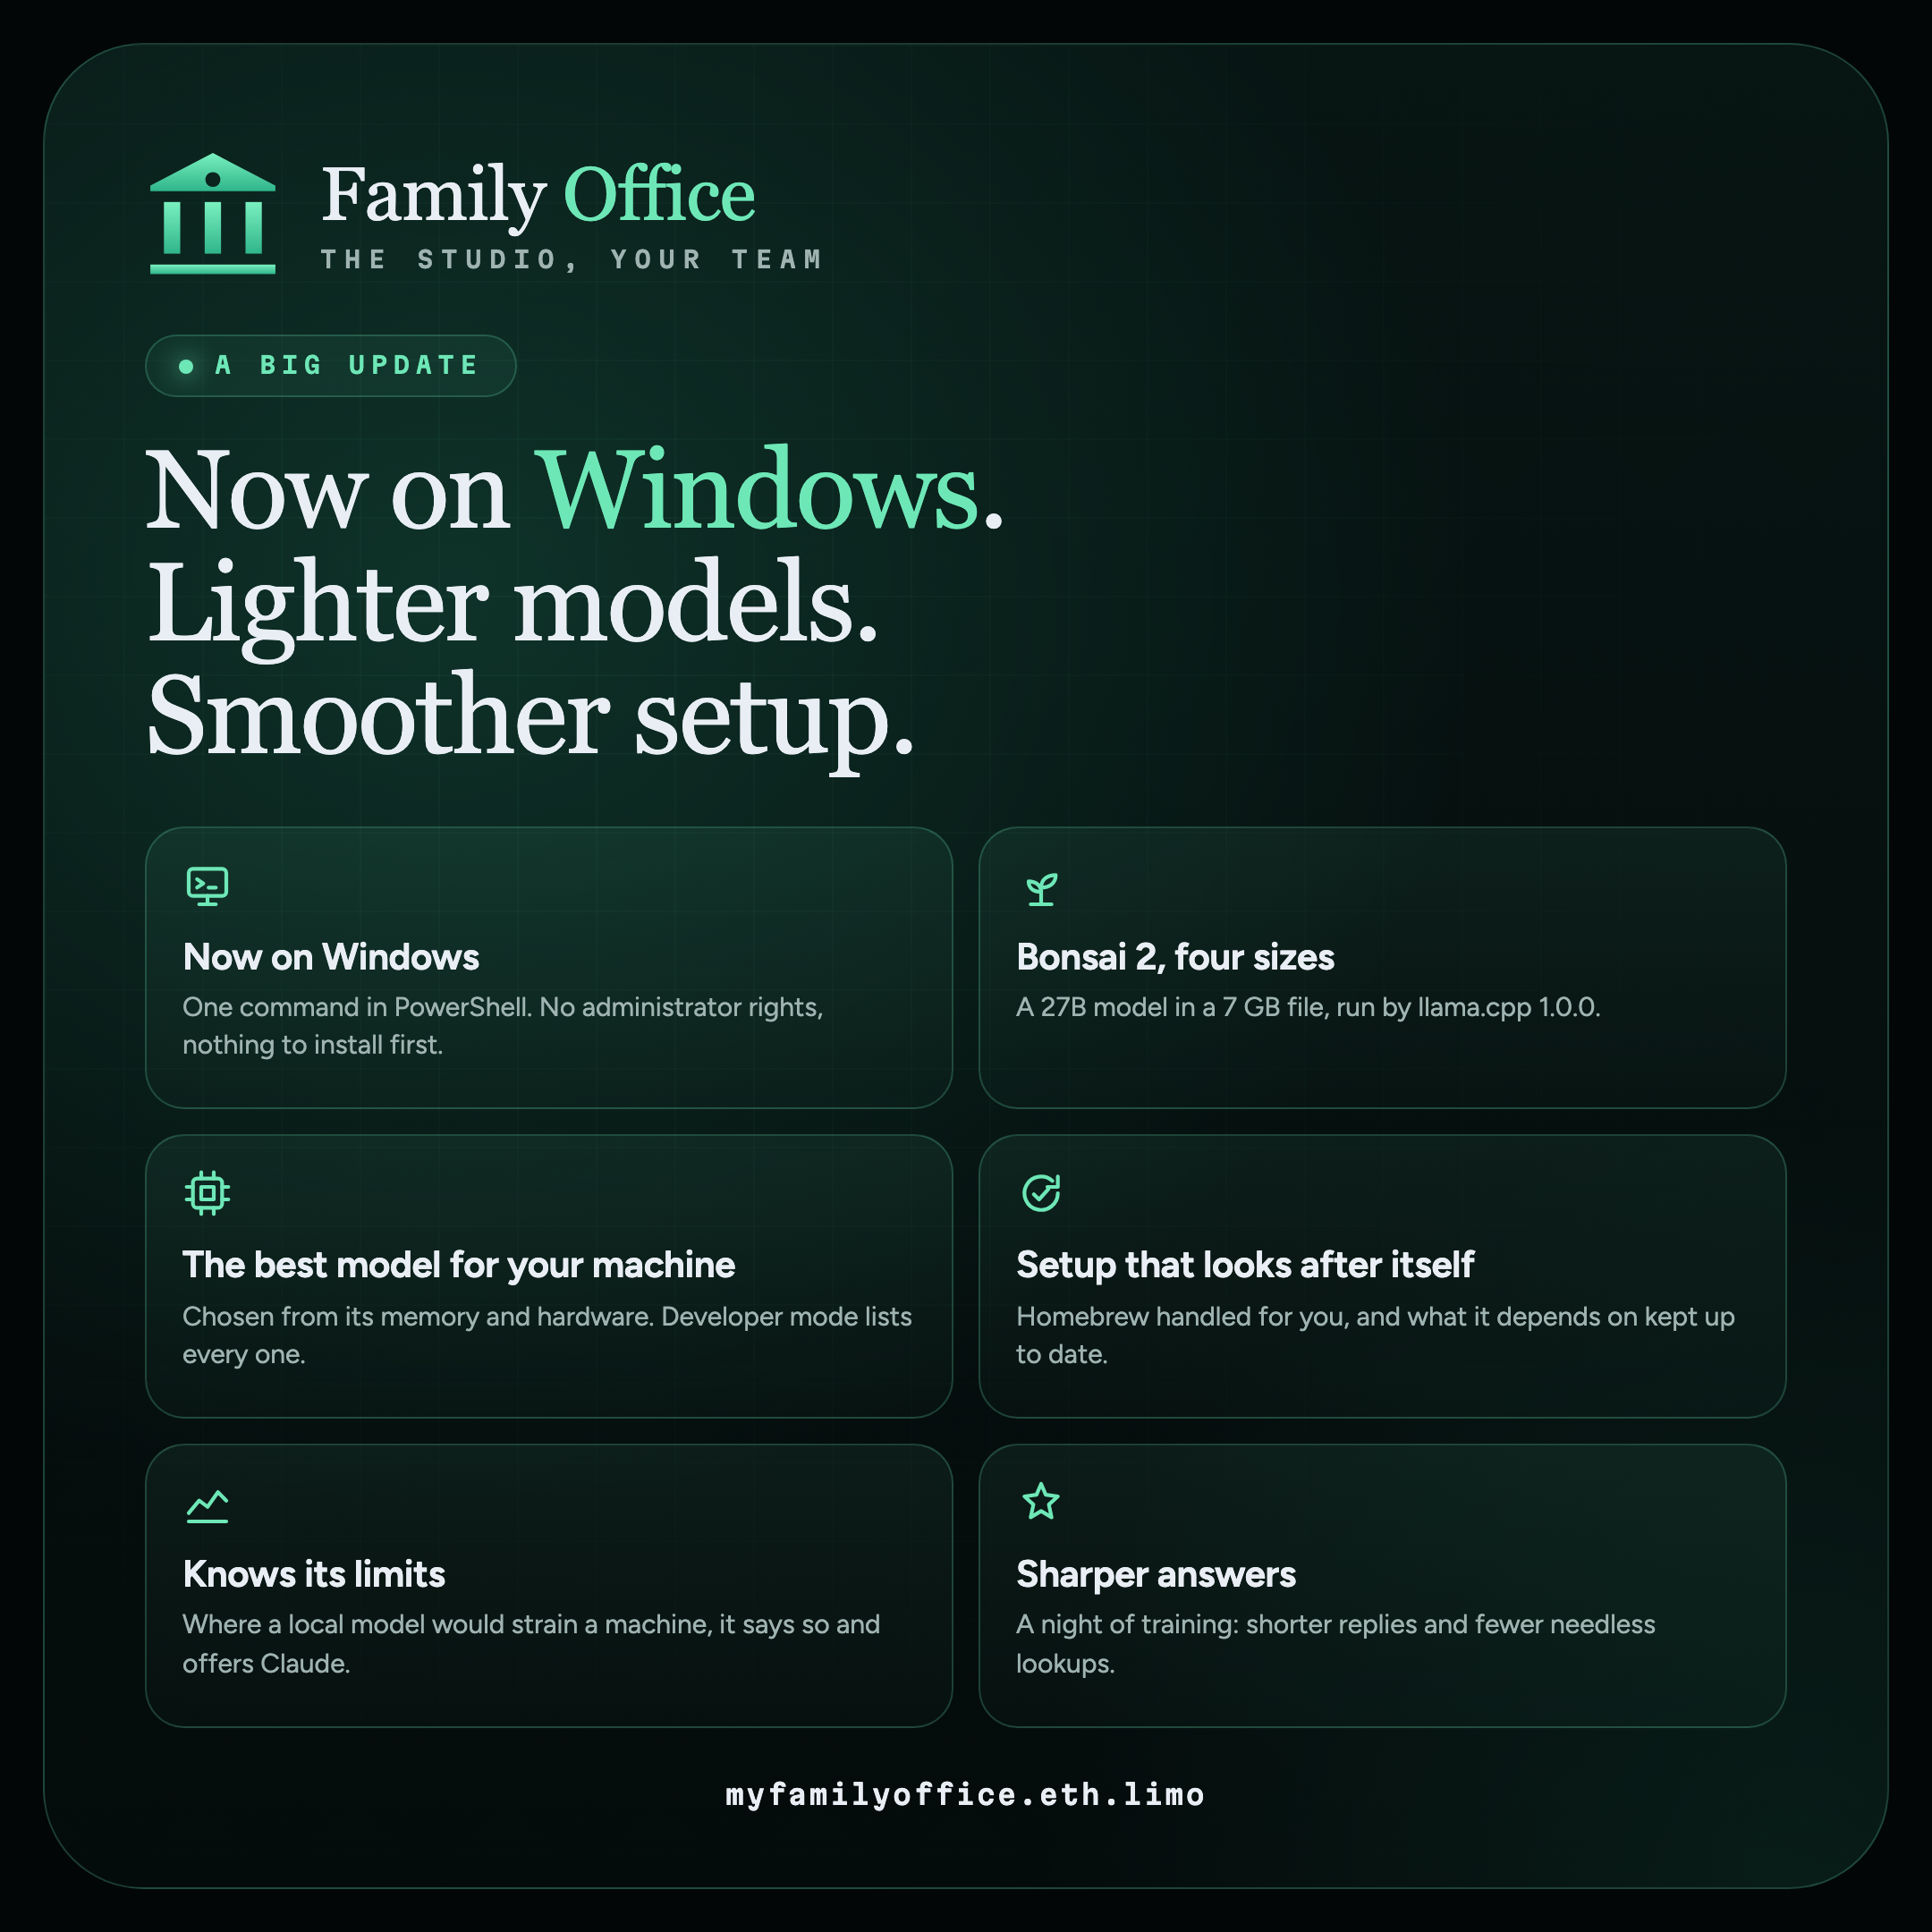 Family Office
THE STUDIO, YOUR TEAM
A BIG UPDATE
Now on Windows.
Lighter models.
Smoother setup.
Now on Windows
One command in PowerShell. No administrator rights,
nothing to install first.
Bonsai 2, four sizes
A 27B model in a 7 GB file, run by llama.cpp 1.0.0.
The best model for your machine
Chosen from its memory and hardware. Developer mode lists
every one.
Setup that looks after itself
Homebrew handled for you, and what it depends on kept up
to date.
Knows its limits
Where a local model would strain a machine, it says so and
offers Claude.
Sharper answers
A night of training: shorter replies and fewer needless
lookups.
myfamilyoffice.eth.limo